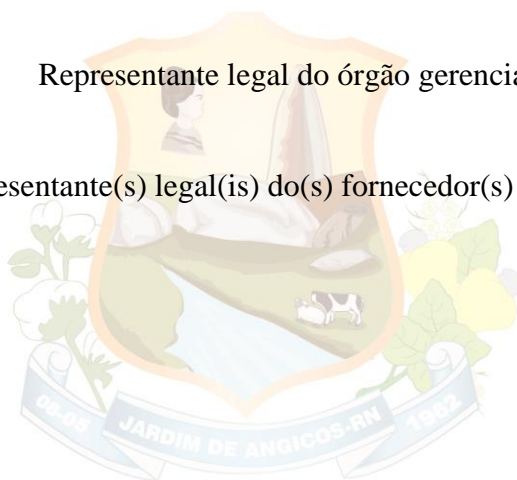 Representante legal do órgão gerencia
esentante(s) legal(is) do(s) fornecedor(s)
08-05 JARDIM DE ANGICOS-RN 1962